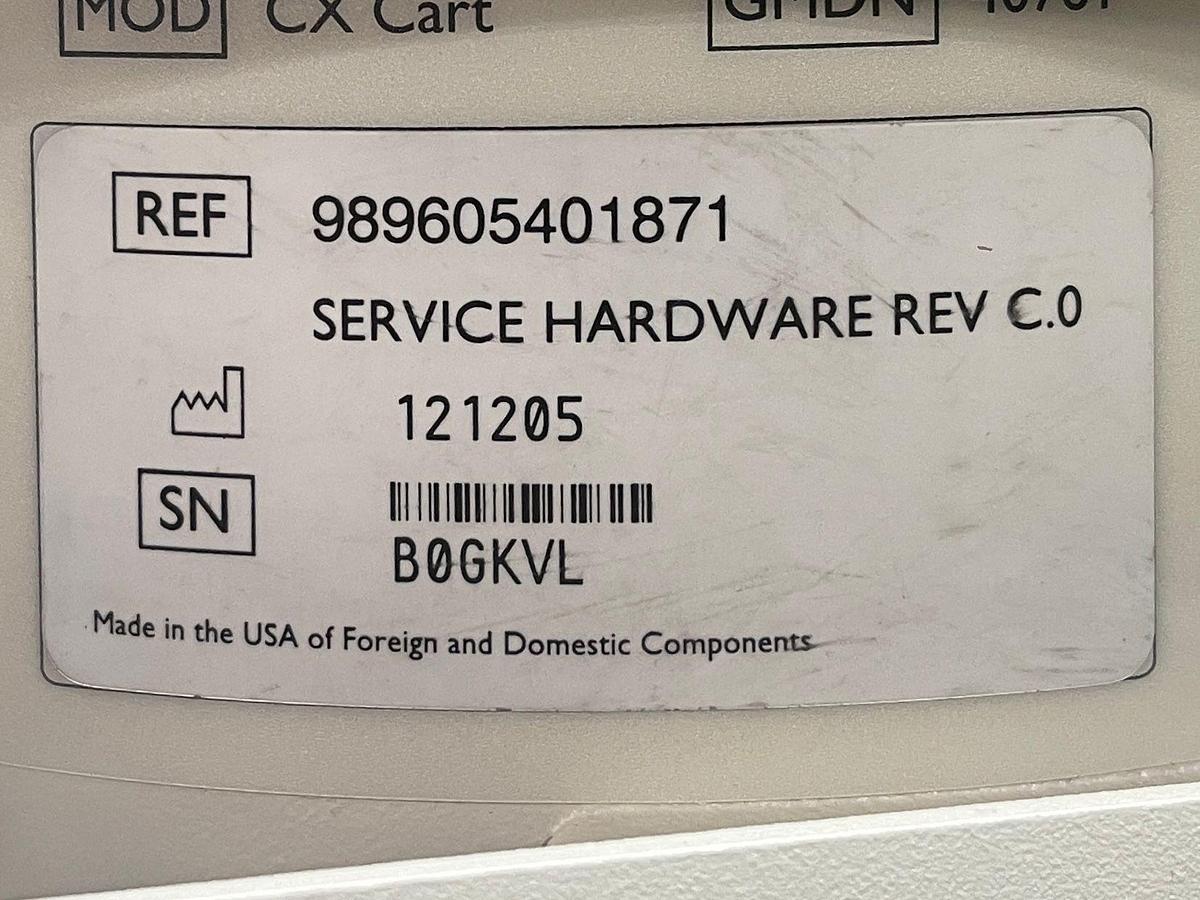 MOD CX Cart GMDN
REF 989605401871
SERVICE HARDWARE REV C.0
121205
SN
B0GKVL
Made in the USA of Foreign and Domestic Components